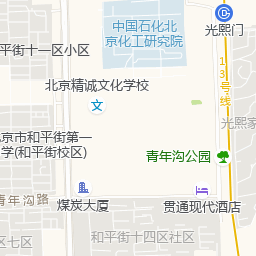 中国石化北
京化工研究院
光熙门
13号线
和平街十一区小区
北京精诚文化学校
光熙家
北京市和平街第一
学(和平街校区)
青年沟公园
青年沟路
煤炭大厦
贯通现代酒店
和平街十四区社区
区七区